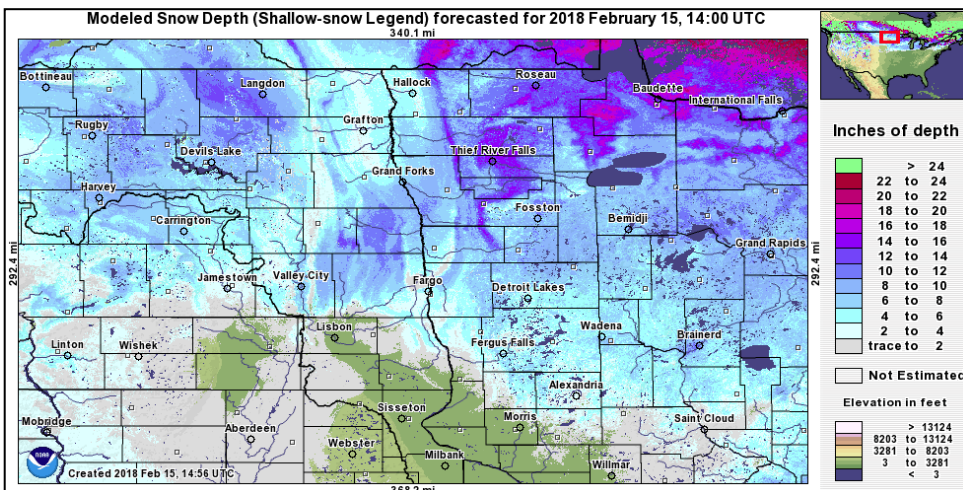 Modeled Snow Depth (Shallow-snow Legend) forecasted for 2018 February 15, 14:00 UTC
340.1 mi
Bottineau
Langdon
Hallock
Roseau
Baudette
International Falls
Rugby
Grafton
Devils Lake
Thief River Falls
Grand Forks
Harvey
Carrington
Fosston
Bemidji
Grand Rapids
292.4 mi
292.4 mi
Jamestown
Valley City
Fargo
Detroit Lakes
Lisbon
Wadena
Brainerd
Linton
Wishek
Fergus Falls
Alexandria
Mobridge
Aberdeen
Sisseton
Morris
Saint Cloud
Webster
Milbank
Willmar
Created 2018 Feb 15, 14:56 UTC
368.2 mi
Inches of depth
> 24
22 to 24
20 to 22
18 to 20
16 to 18
14 to 16
12 to 14
10 to 12
8 to 10
6 to 8
4 to 6
2 to 4
trace to 2
Not Estimated
Elevation in feet
> 13124
8203 to 13124
3281 to 8203
3 to 3281
< 3